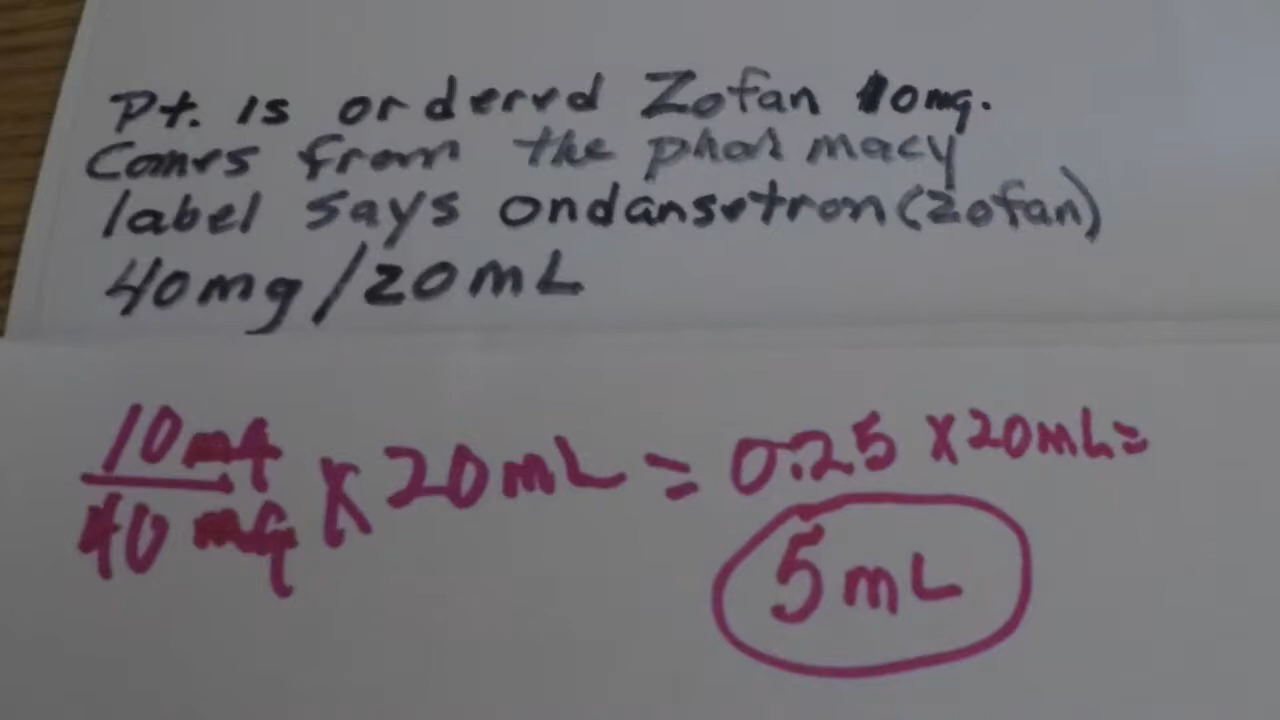 Pt. is ordered Zofan 10mg.
Comes from the pharmacy
label says ondansetron (Zofan)
40mg/20mL
10mg/40mg x 20mL = 0.25 x 20mL =
5mL